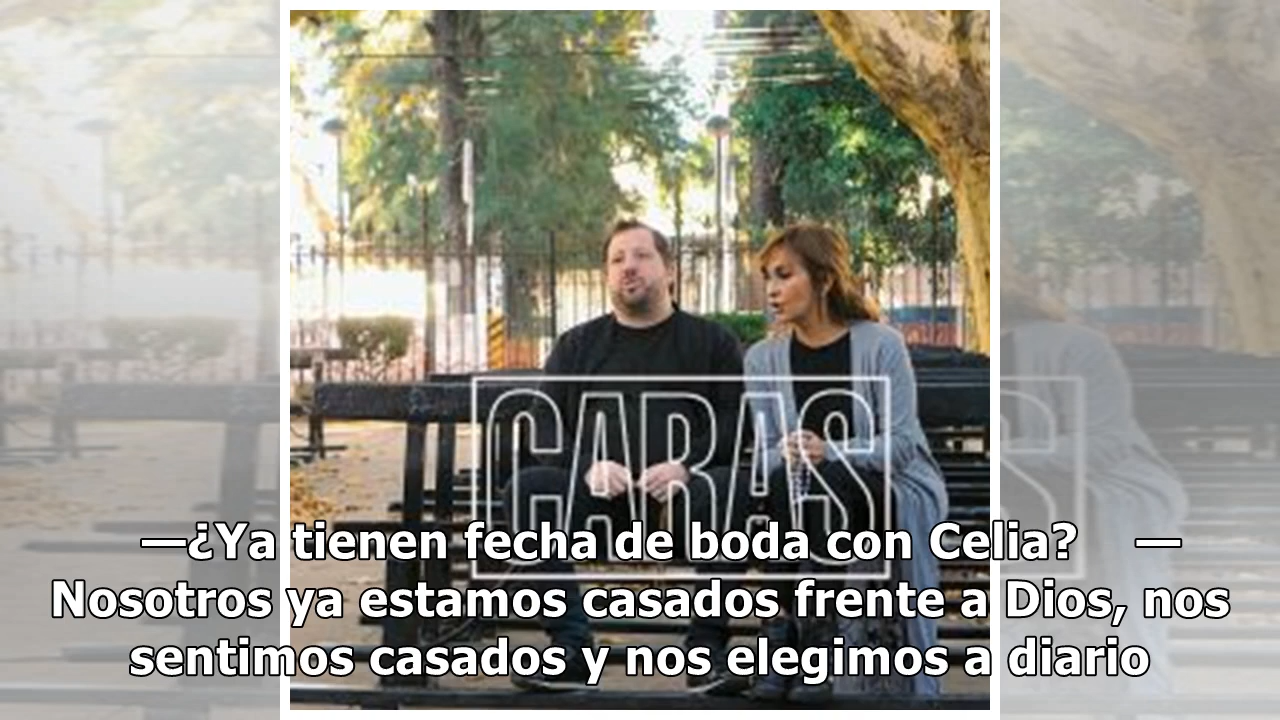 CARAS
—¿Ya tienen fecha de boda con Celia? —
Nosotros ya estamos casados frente a Dios, nos
sentimos casados y nos elegimos a diario